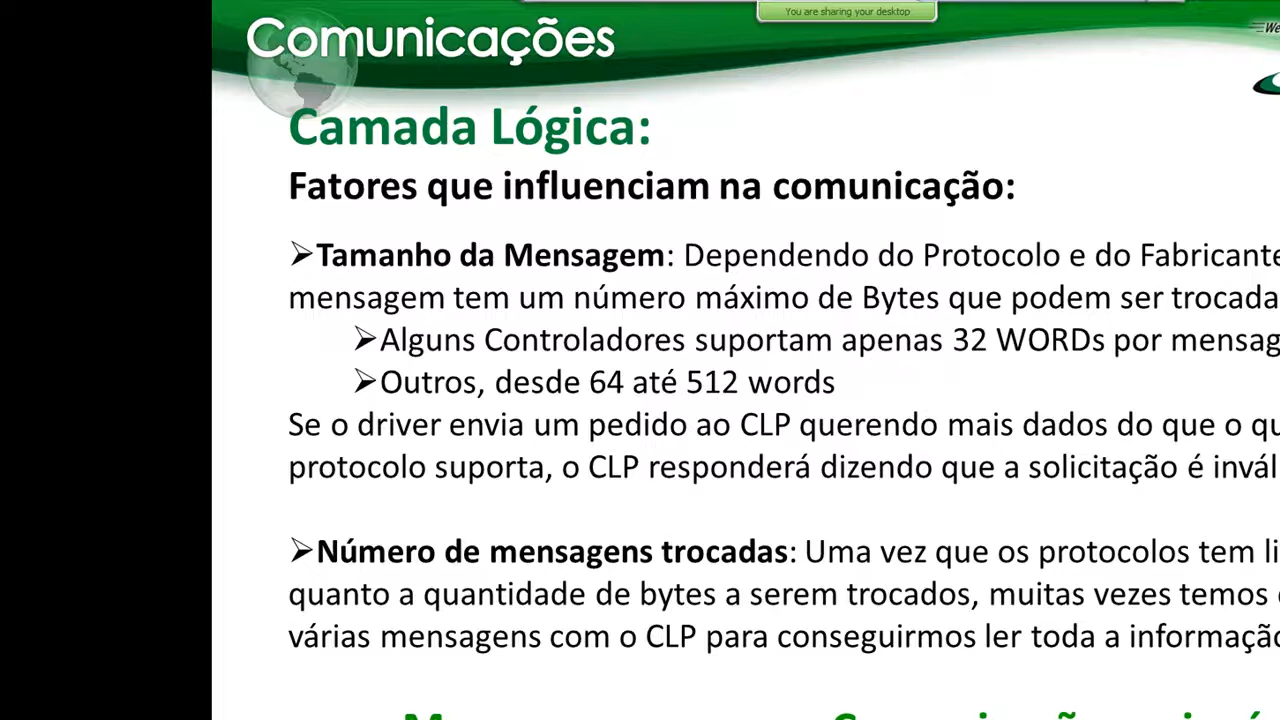 You are sharing your desktop
Comunicações
Camada Lógica:
Fatores que influenciam na comunicação:
➢Tamanho da Mensagem: Dependendo do Protocolo e do Fabricante
mensagem tem um número máximo de Bytes que podem ser trocada
➢Alguns Controladores suportam apenas 32 WORDs por mensag
➢Outros, desde 64 até 512 words
Se o driver envia um pedido ao CLP querendo mais dados do que o qu
protocolo suporta, o CLP responderá dizendo que a solicitação é invál
➢Número de mensagens trocadas: Uma vez que os protocolos tem li
quanto a quantidade de bytes a serem trocados, muitas vezes temos
várias mensagens com o CLP para conseguirmos ler toda a informaçã